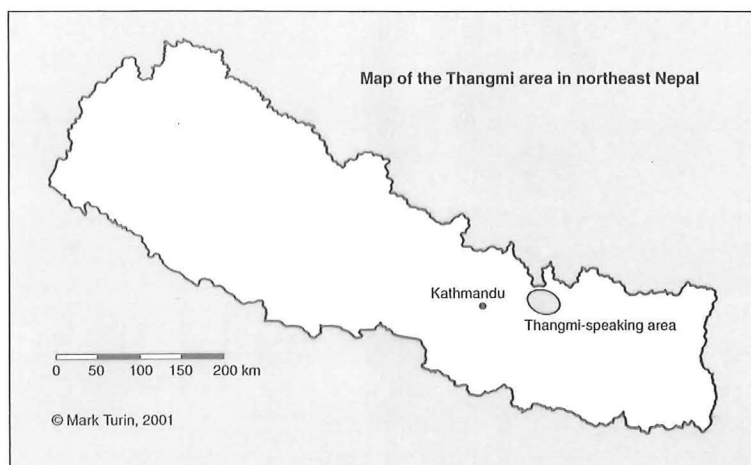 Map of the Thangmi area in northeast Nepal
Kathmandu
Thangmi-speaking area
0 50 100 150 200 km
© Mark Turin, 2001